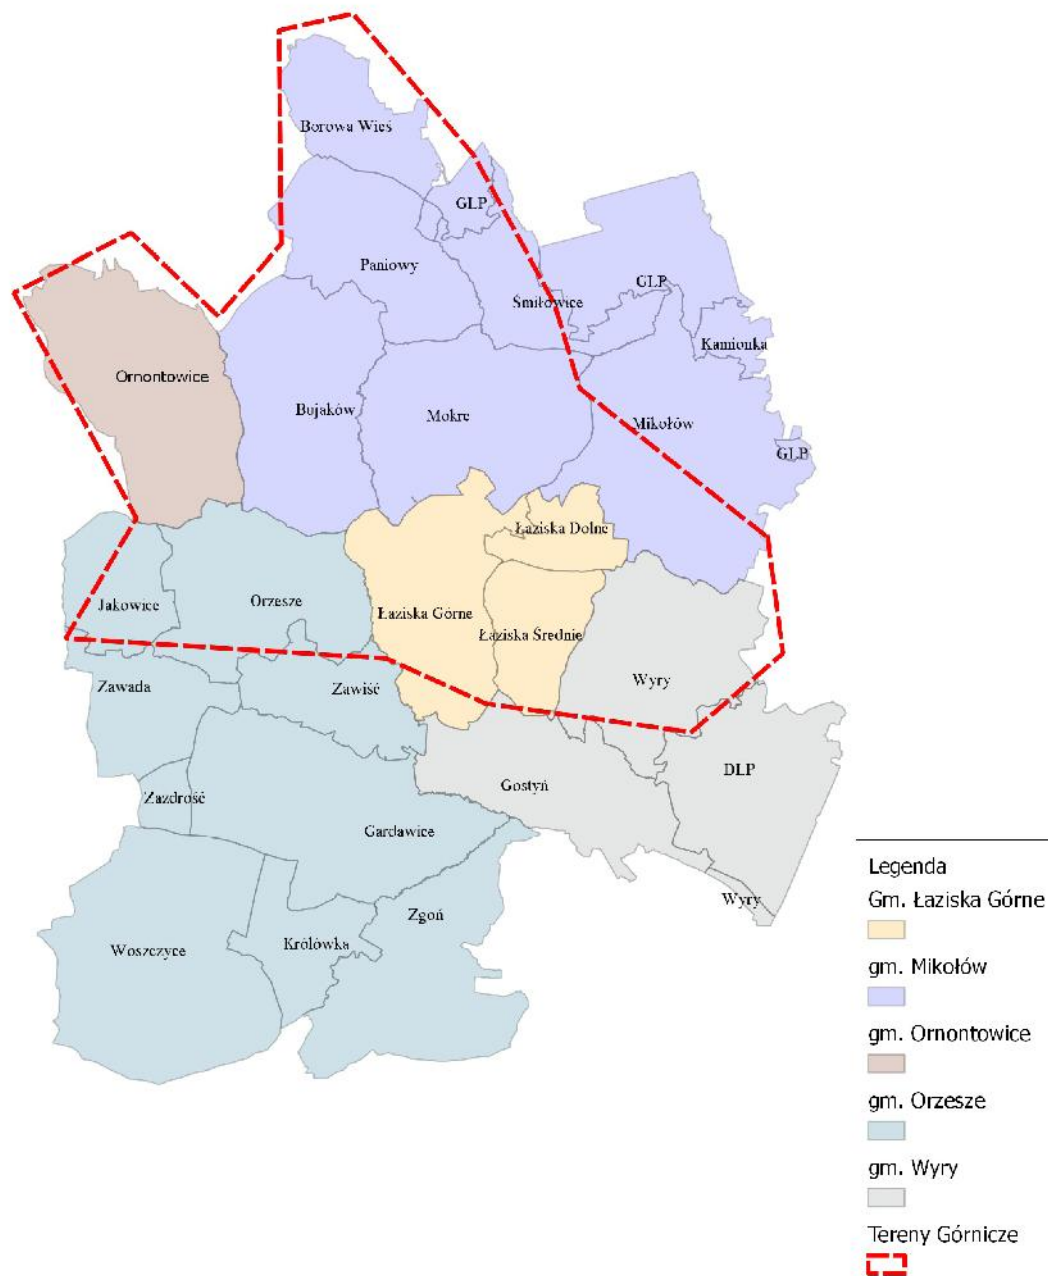 Borowa Wieś
GLP
Paniowy
GLP
Śmiłowice
Kamionka
Ornontowice
Bujaków
Mokre
Mikołów
GLP
Łaziska Dolne
Jakowice
Orzesze
Łaziska Górne
Łaziska Średnie
Zawada
Zawiść
Wyry
DLP
Gostyń
Zazdrość
Gardawice
Wyry
Zgoń
Woszczyce
Królówka
Legenda
Gm. Łaziska Górne
gm. Mikołów
gm. Ornontowice
gm. Orzesze
gm. Wyry
Tereny Górnicze